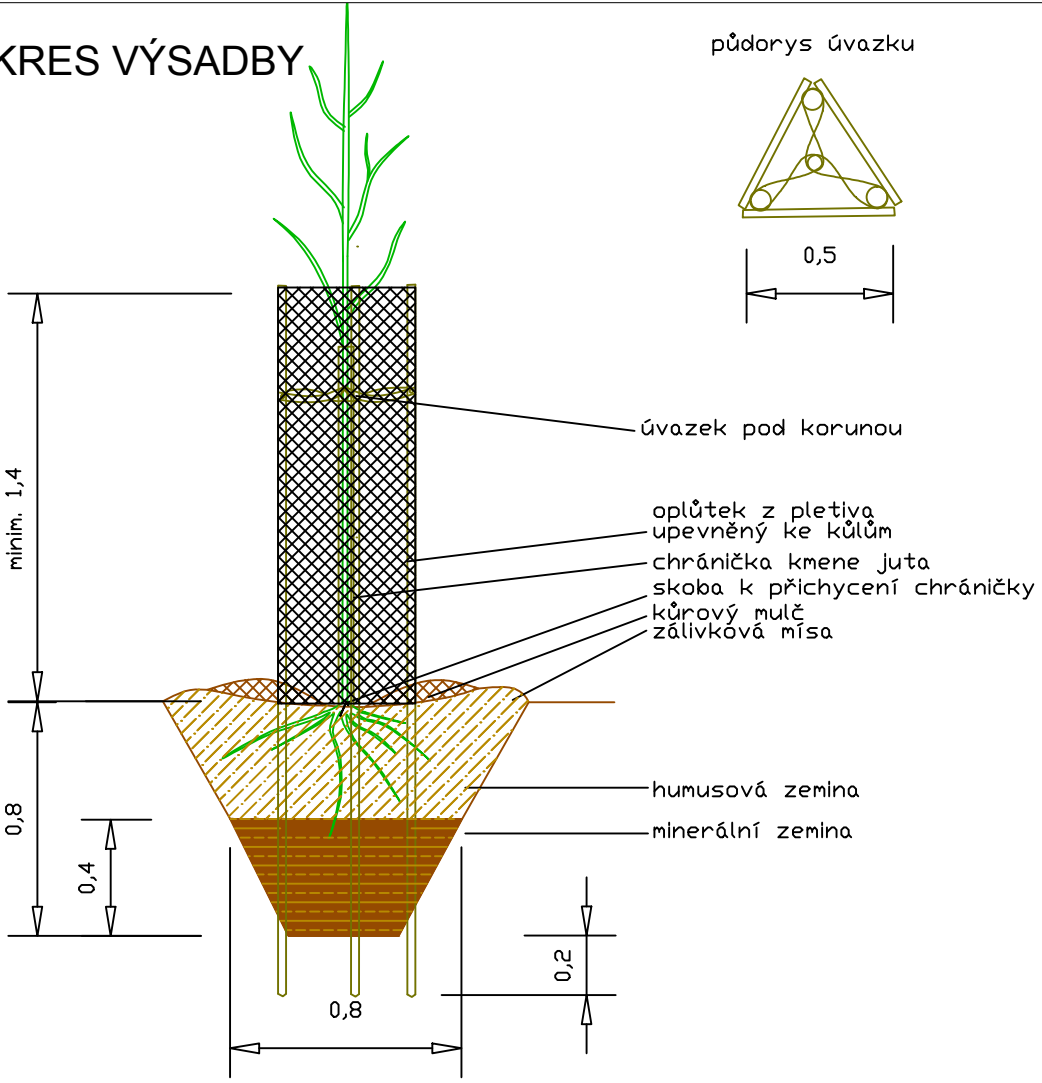 KRES VÝSADBY
půdorys úvazku
0,5
úvazek pod korunou
minim. 1,4
oplůtek z pletiva
upevněný ke kůlům
chránička kmene juta
skoba k přichycení chráničky
kůrový mulč
zálivková mísa
humusová zemina
0,8
minerální zemina
0,4
0,2
0,8